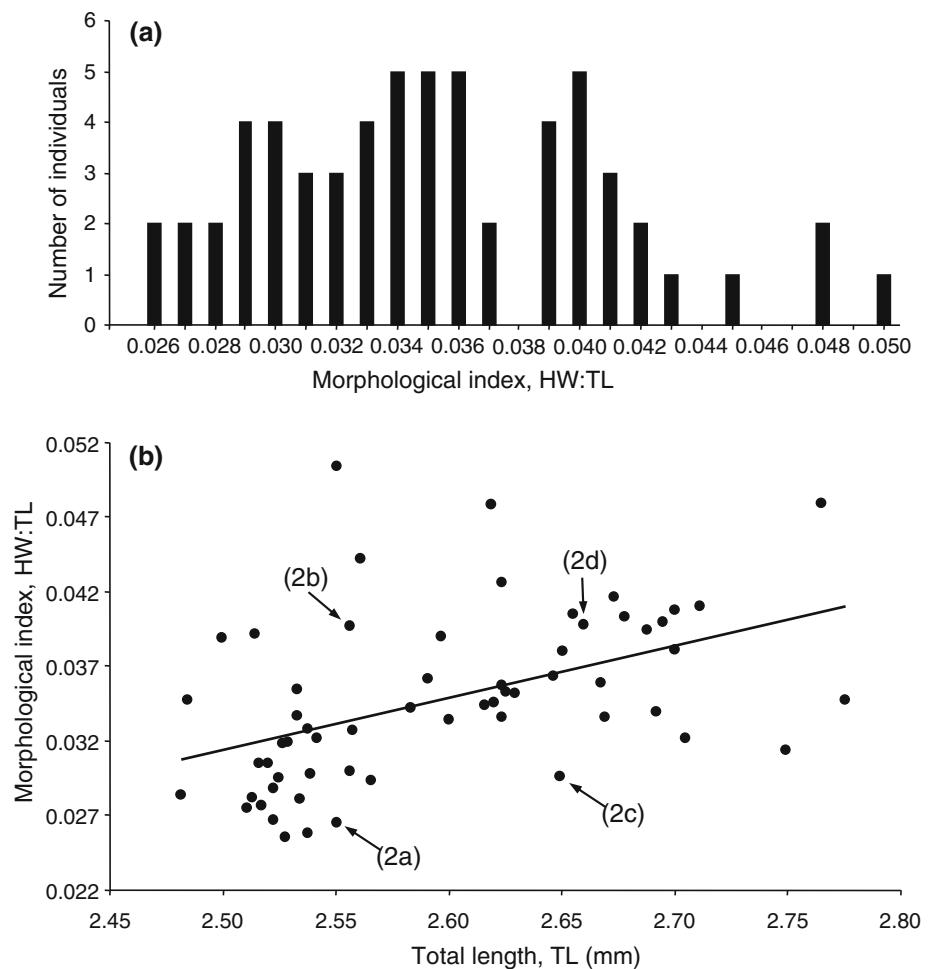 (a)
Number of individuals
6
5
4
3
2
1
0
0.026 0.028 0.030 0.032 0.034 0.036 0.038 0.040 0.042 0.044 0.046 0.048 0.050
Morphological index, HW:TL
(b)
Morphological index, HW:TL
0.052
0.047
0.042
0.037
0.032
0.027
0.022
(2b)
(2d)
(2c)
(2a)
2.45 2.50 2.55 2.60 2.65 2.70 2.75 2.80
Total length, TL (mm)